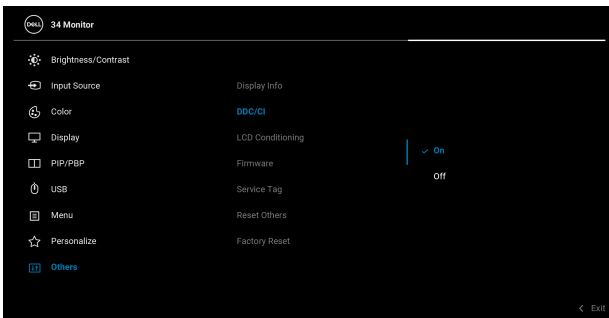 DELL
34 Monitor
Brightness/Contrast
Input Source
Color
Display
PIP/PBP
USB
Menu
Personalize
Others
Display Info
DDC/CI
LCD Conditioning
Firmware
Service Tag
Reset Others
Factory Reset
On
Off
Exit